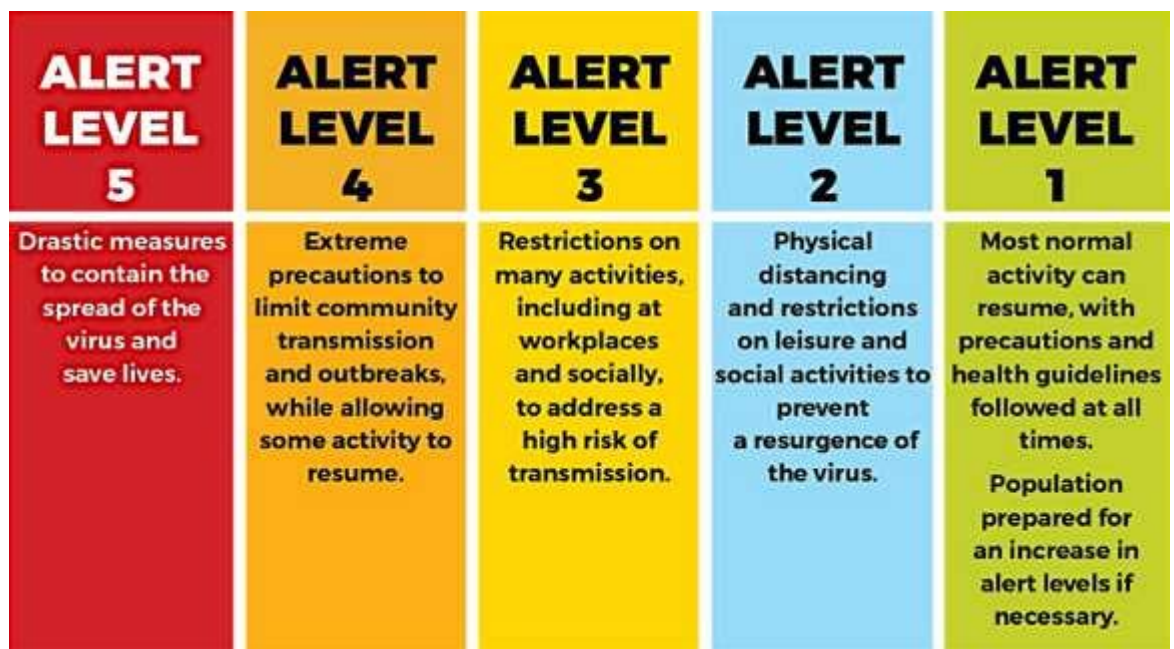 ALERT
LEVEL
5
Drastic measures
to contain the
spread of the
virus and
save lives.
ALERT
LEVEL
4
Extreme
precautions to
limit community
transmission
and outbreaks,
while allowing
some activity to
resume.
ALERT
LEVEL
3
Restrictions on
many activities,
including at
workplaces
and socially,
to address a
high risk of
transmission.
ALERT
LEVEL
2
Physical
distancing
and restrictions
on leisure and
social activities to
prevent
a resurgence of
the virus.
ALERT
LEVEL
1
Most normal
activity can
resume, with
precautions and
health guidelines
followed at all
times.
Population
prepared for
an increase in
alert levels if
necessary.